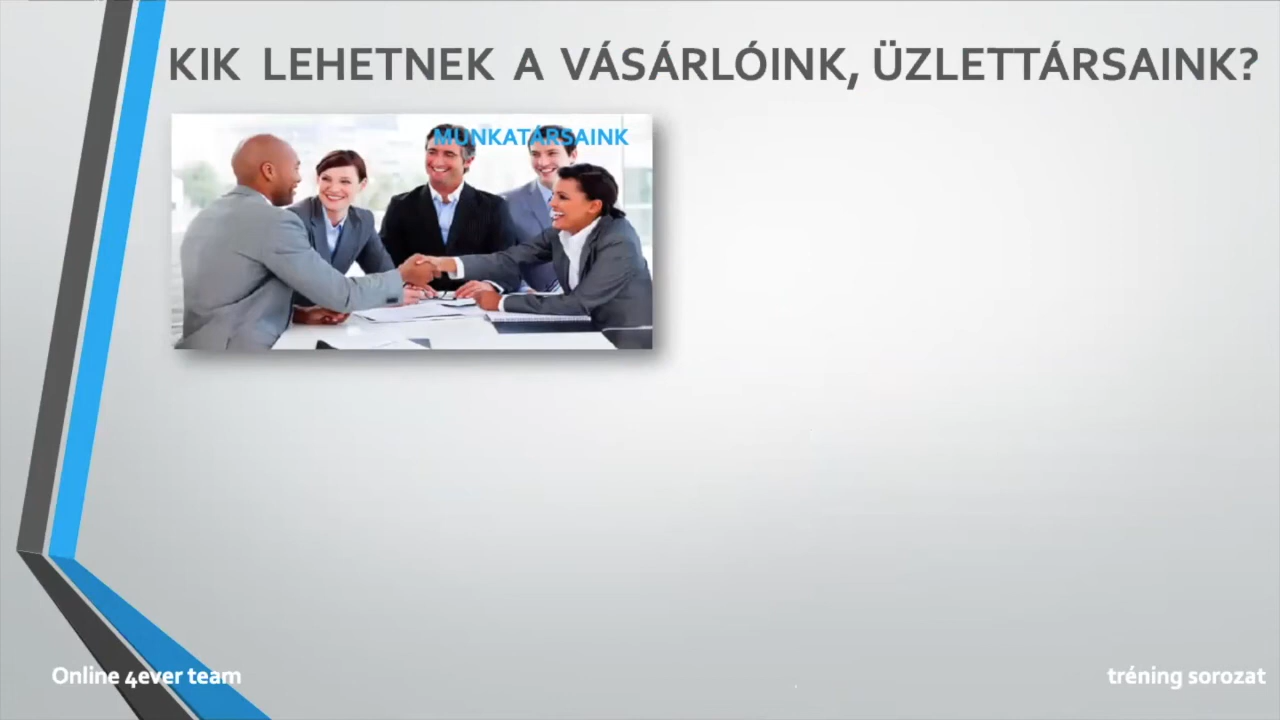 KIK LEHETNEK A VÁSÁRLÓINK, ÜZLETTÁRSAINK?
MUNKATÁRSAINK
Online 4ever team
tréning sorozat